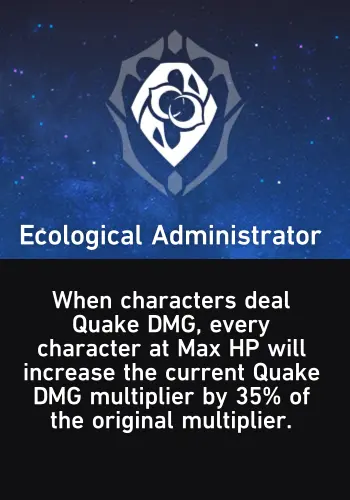 Ecological Administrator
When characters deal
Quake DMG, every
character at Max HP will
increase the current Quake
DMG multiplier by 35% of
the original multiplier.